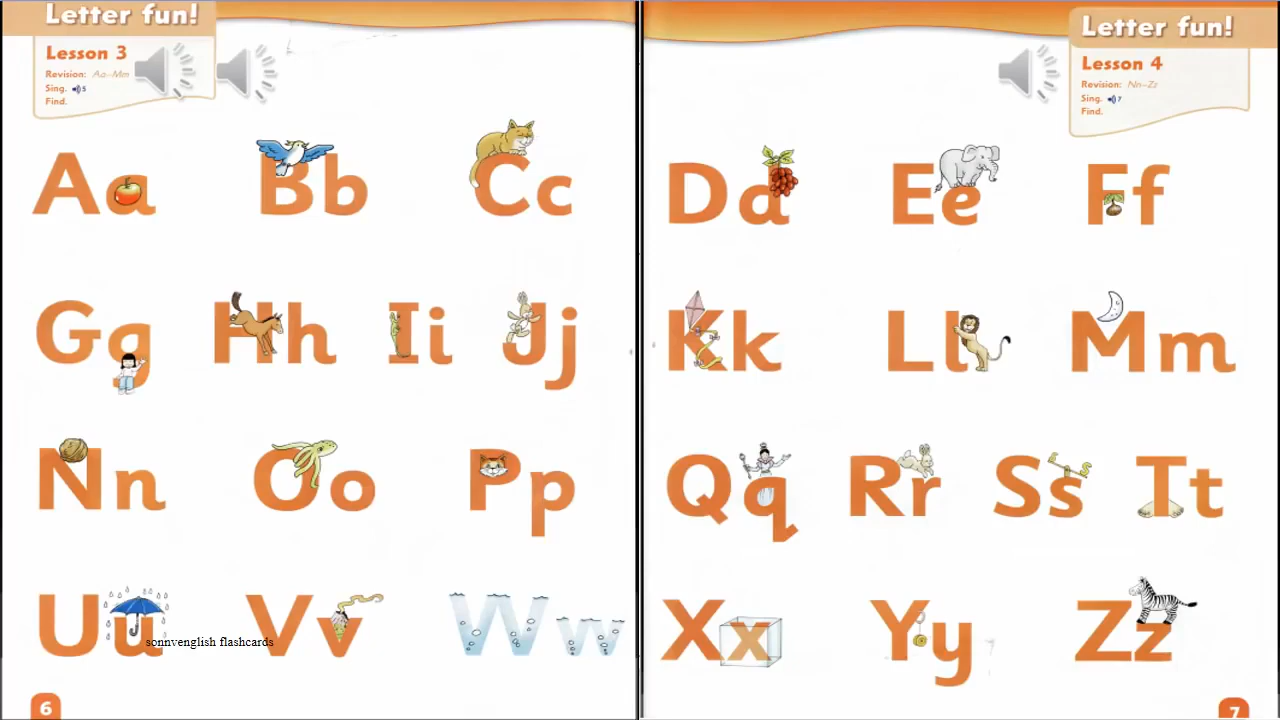 Letter fun!
Lesson 3
Revision: Aa–Mm
Sing. 5
Find.
Aa Bb Cc
Gg Hh Ii Jj
Nn Oo Pp
Uu Vv Ww
sonnvenglish flashcards
6
Letter fun!
Lesson 4
Revision: Nn–Zz
Sing. 7
Find.
Dd Ee Ff
Kk Ll Mm
Qq Rr Ss Tt
L S
Xx Yy Zz
7